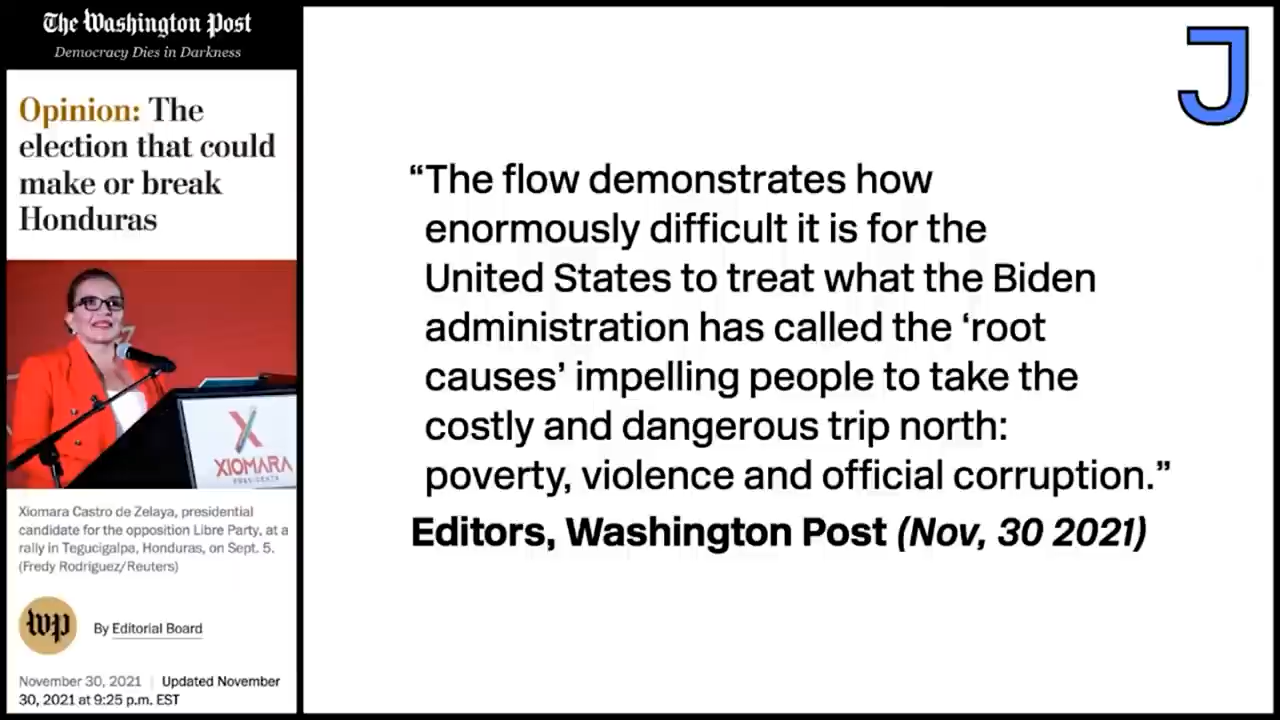 The Washington Post
Democracy Dies in Darkness
Opinion: The
election that could
make or break
Honduras
XIOMARA
PRESIDENTA
Xiomara Castro de Zelaya, presidential
candidate for the opposition Libre Party, at a
rally in Tegucigalpa, Honduras, on Sept. 5.
(Fredy Rodriguez/Reuters)
wp
By Editorial Board
November 30, 2021 | Updated November
30, 2021 at 9:25 p.m. EST
J
“The flow demonstrates how
enormously difficult it is for the
United States to treat what the Biden
administration has called the ‘root
causes’ impelling people to take the
costly and dangerous trip north:
poverty, violence and official corruption.”
Editors, Washington Post (Nov, 30 2021)